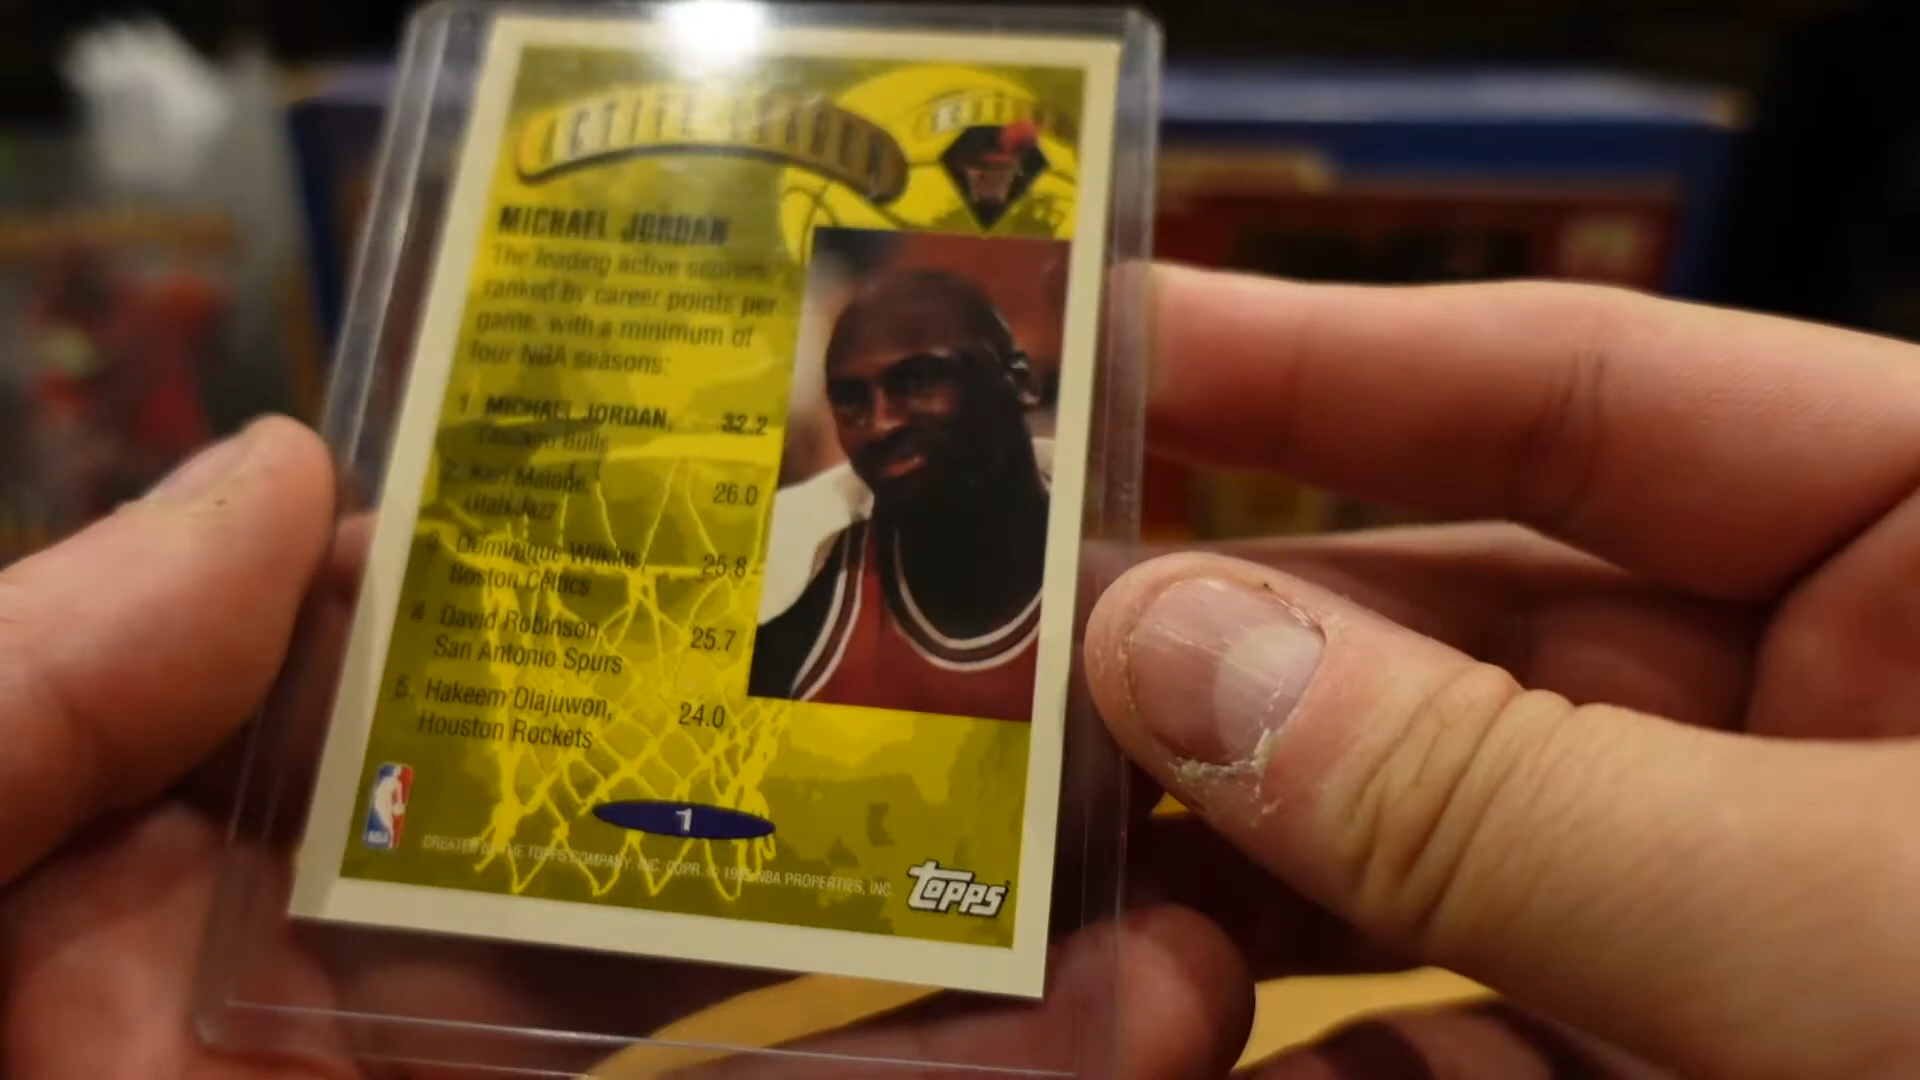 ACTIVE LEADERS
MICHAEL JORDAN
The leading active scorers,
ranked by career points per
game, with a minimum of
four NBA seasons:
1. MICHAEL JORDAN, 32.2
Chicago Bulls
2. Karl Malone, 26.0
Utah Jazz
3. Dominique Wilkins, 25.8
Boston Celtics
4. David Robinson, 25.7
San Antonio Spurs
5. Hakeem Olajuwon, 24.0
Houston Rockets
1
NBA
CREATED BY THE TOPPS COMPANY, INC. COPR. © 1995 NBA PROPERTIES, INC.
TOPPS